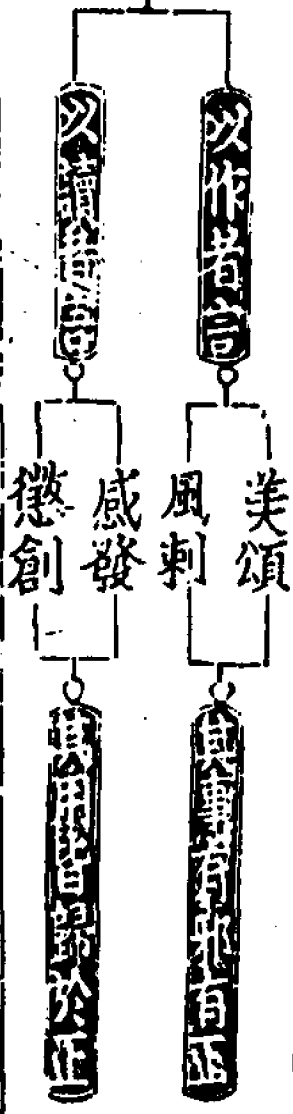 以作者言
美頌
風刺
其事有邪有正
以讀者言
感發
懲創
其用皆歸於正